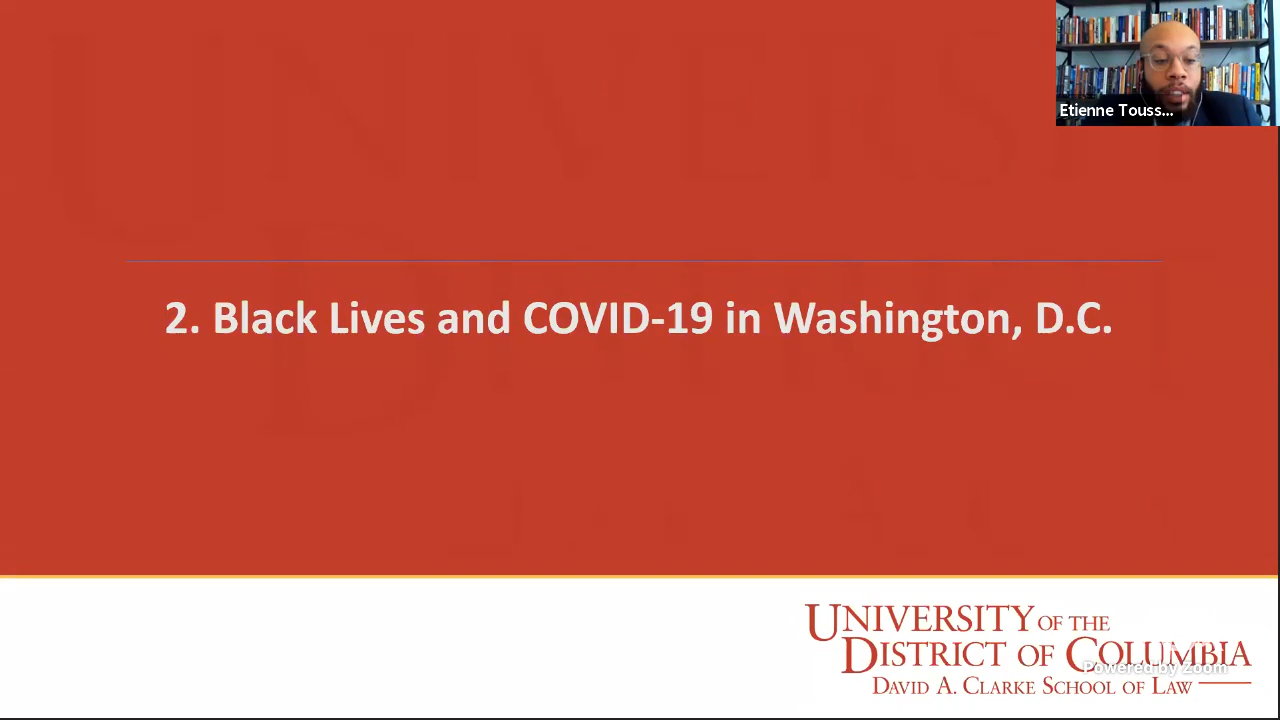 Etienne Touss...
2. Black Lives and COVID-19 in Washington, D.C.
UNIVERSITY OF THE
DISTRICT OF COLUMBIA
Powered by Zoom
DAVID A. CLARKE SCHOOL OF LAW